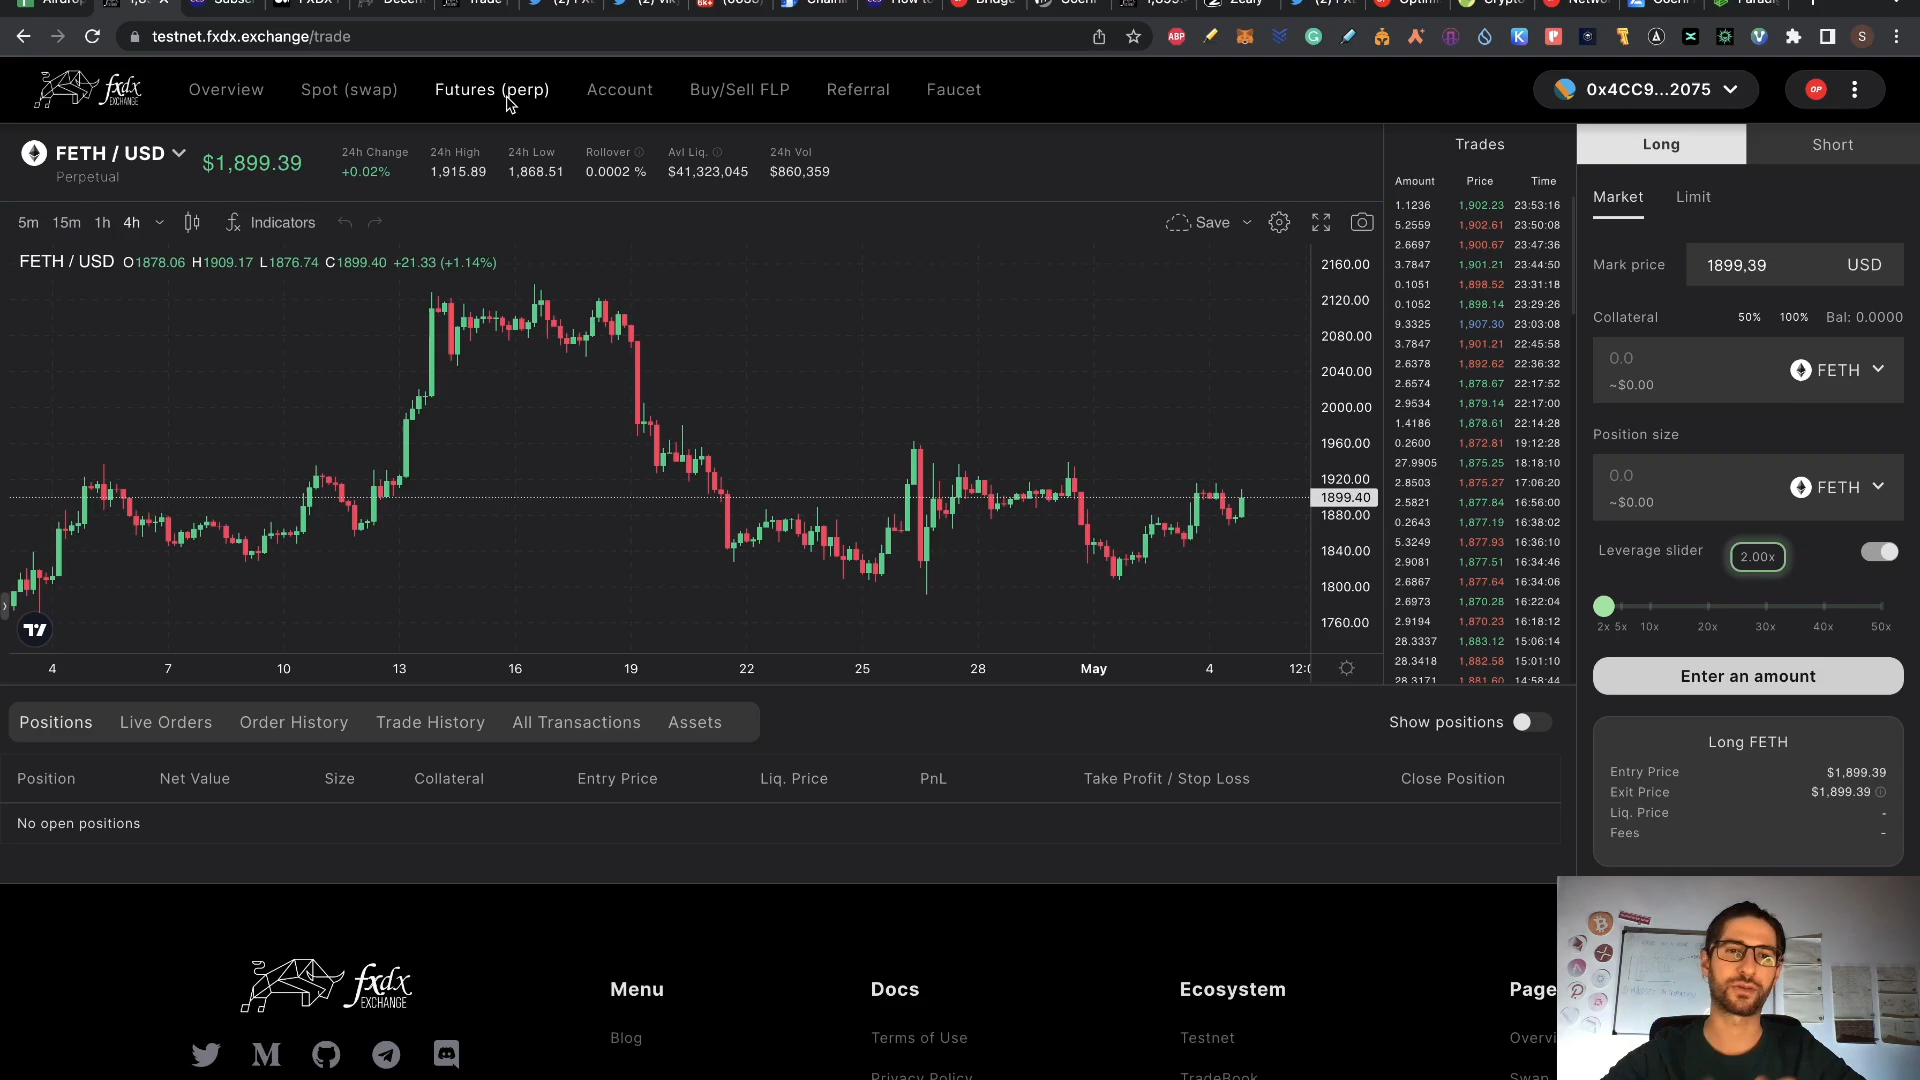 testnet.fxdx.exchange/trade
ABP
S
fxdx
EXCHANGE
Overview
Spot (swap)
Futures (perp)
Account
Buy/Sell FLP
Referral
Faucet
0x4CC9...2075
OP
FETH / USD
Perpetual
$1,899.39
24h Change
+0.02%
24h High
1,915.89
24h Low
1,868.51
Rollover
0.0002 %
Avl Liq.
$41,323,045
24h Vol
$860,359
5m 15m 1h 4h
Indicators
Save
FETH / USD O1878.06 H1909.17 L1876.74 C1899.40 +21.33 (+1.14%)
2160.00
2120.00
2080.00
2040.00
2000.00
1960.00
1920.00
1899.40
1880.00
1840.00
1800.00
1760.00
4 7 10 13 16 19 22 25 28 May 4
Trades
Amount Price Time
1.1236 1,902.23 23:53:16
5.2559 1,902.61 23:50:08
2.6697 1,900.67 23:47:36
3.7847 1,901.21 23:44:50
0.1051 1,898.52 23:31:18
0.1052 1,898.14 23:29:26
9.3325 1,907.30 23:03:08
3.7847 1,901.21 22:45:58
2.6378 1,892.62 22:36:32
2.6574 1,878.67 22:17:52
2.9534 1,879.14 22:17:00
1.4186 1,878.61 22:14:28
0.2600 1,872.81 19:12:28
27.9905 1,875.25 18:18:10
2.8503 1,875.27 17:06:20
2.5821 1,877.84 16:56:00
0.2643 1,877.19 16:38:02
5.3249 1,877.93 16:36:10
2.9081 1,877.51 16:34:46
2.6867 1,877.64 16:34:06
2.6973 1,870.28 16:22:04
2.9194 1,870.23 16:18:12
28.3337 1,883.12 15:06:14
28.3418 1,882.58 15:01:10
28.3171 1,881.60 14:58:44
Long
Short
Market
Limit
Mark price
1899,39
USD
Collateral
50% 100% Bal: 0.0000
0.0
~$0.00
FETH
Position size
0.0
~$0.00
FETH
Leverage slider
2.00x
2x 5x 10x 20x 30x 40x 50x
Enter an amount
Long FETH
Entry Price $1,899.39
Exit Price $1,899.39
Liq. Price -
Fees -
Positions
Live Orders
Order History
Trade History
All Transactions
Assets
Show positions
Position
Net Value
Size
Collateral
Entry Price
Liq. Price
PnL
Take Profit / Stop Loss
Close Position
No open positions
fxdx
EXCHANGE
Menu
Blog
Docs
Terms of Use
Privacy Policy
Ecosystem
Testnet
TradeBook
Page
Overvi
Swap